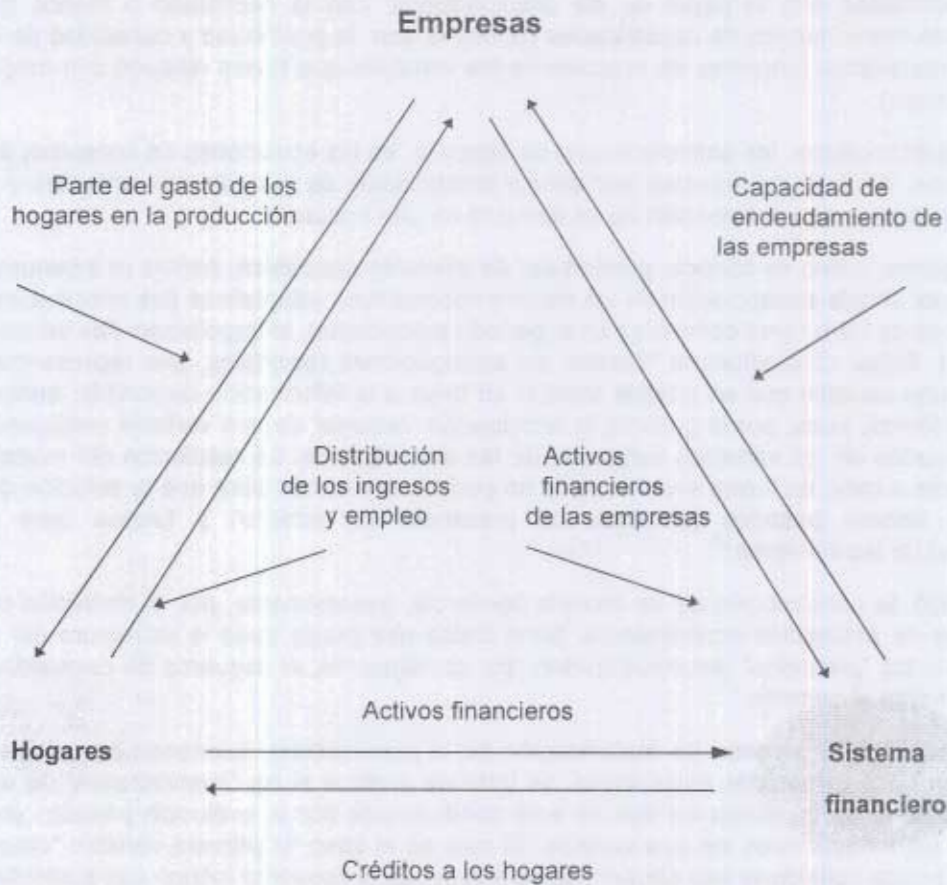 Empresas
Parte del gasto de los
hogares en la producción
Capacidad de
endeudamiento de
las empresas
Distribución
de los ingresos
y empleo
Activos
financieros
de las empresas
Activos financieros
Hogares
Sistema
financiero
Créditos a los hogares